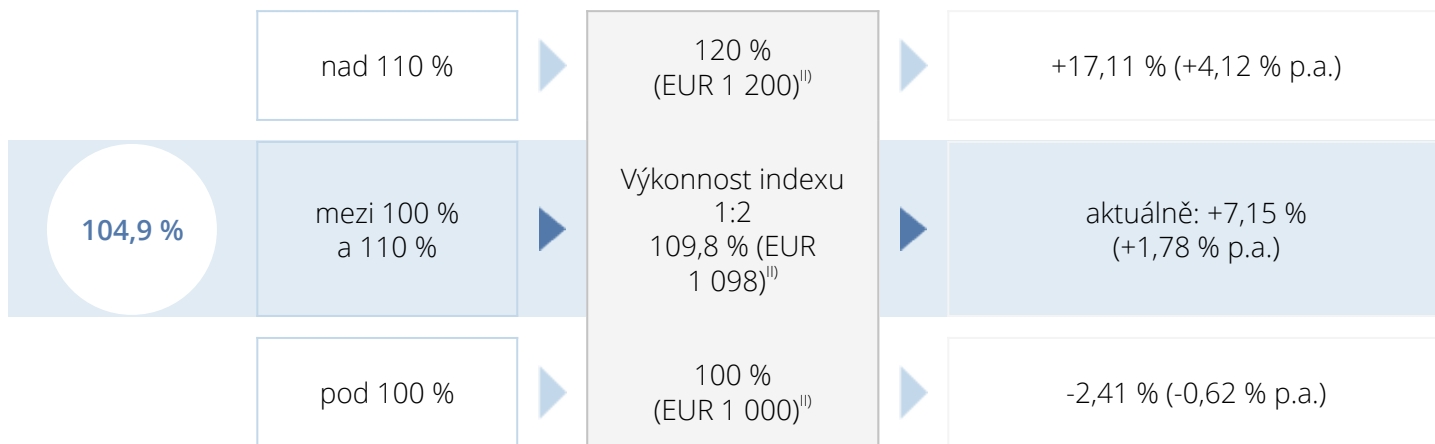 nad 110 %
120 %
(EUR 1 200)II)
+17,11 % (+4,12 % p.a.)
104,9 %
mezi 100 %
a 110 %
Výkonnost indexu
1:2
109,8 % (EUR
1 098)II)
aktuálně: +7,15 %
(+1,78 % p.a.)
pod 100 %
100 %
(EUR 1 000)II)
-2,41 % (-0,62 % p.a.)